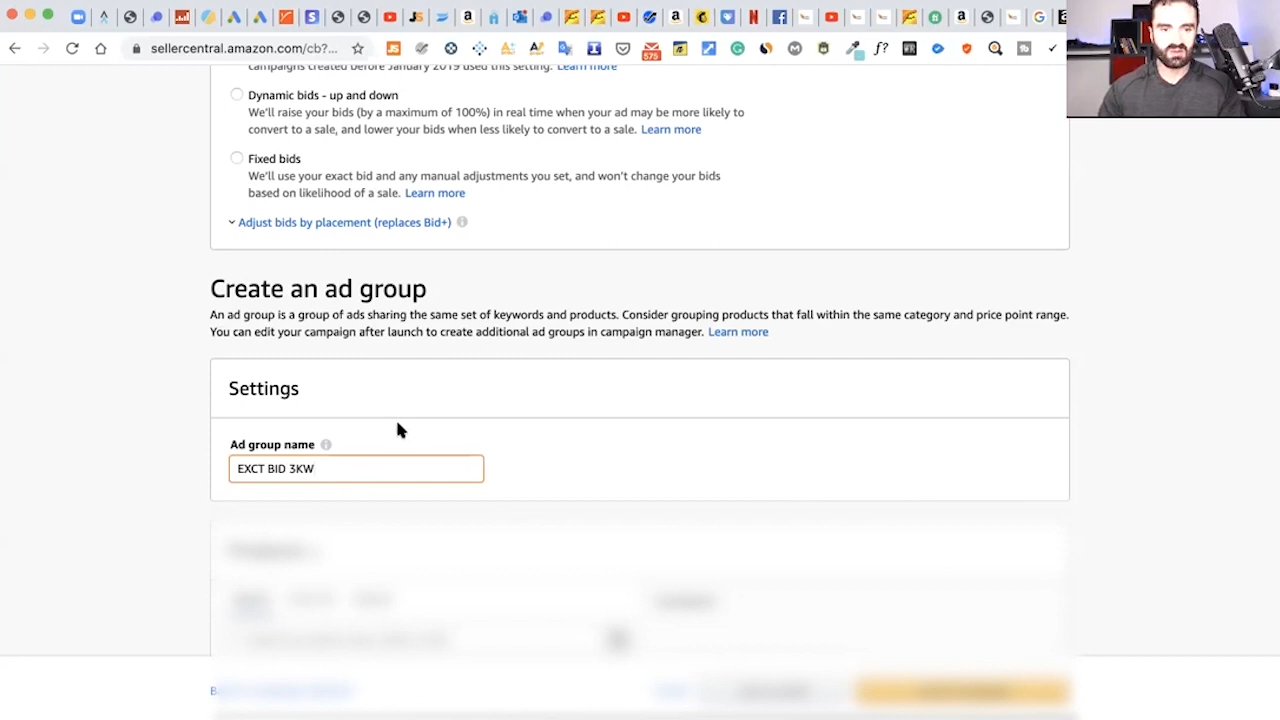 sellercentral.amazon.com/cb?...
575
campaigns created before January 2019 used this setting. Learn more
Dynamic bids - up and down
We'll raise your bids (by a maximum of 100%) in real time when your ad may be more likely to
convert to a sale, and lower your bids when less likely to convert to a sale. Learn more
Fixed bids
We'll use your exact bid and any manual adjustments you set, and won't change your bids
based on likelihood of a sale. Learn more
Adjust bids by placement (replaces Bid+)
Create an ad group
An ad group is a group of ads sharing the same set of keywords and products. Consider grouping products that fall within the same category and price point range.
You can edit your campaign after launch to create additional ad groups in campaign manager. Learn more
Settings
Ad group name
EXCT BID 3KW